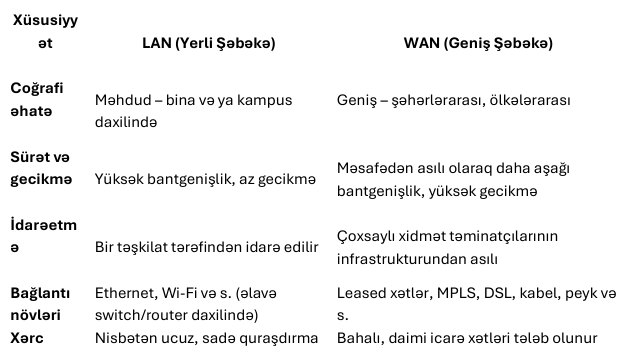 Xüsusiyy
ət
LAN (Yerli Şəbəkə)
WAN (Geniş Şəbəkə)
Coğrafi
əhatə
Məhdud – bina və ya kampus
daxilində
Geniş – şəhərlərarası, ölkələrarası
Sürət və
gecikmə
Yüksək bantgenişlik, az gecikmə
Məsafədən asılı olaraq daha aşağı
bantgenişlik, yüksək gecikmə
İdarəetm
ə
Bir təşkilat tərəfindən idarə edilir
Çoxsaylı xidmət təminatçılarının
infrastrukturundan asılı
Bağlantı
növləri
Ethernet, Wi-Fi və s. (əlavə
switch/router daxilində)
Leased xətlər, MPLS, DSL, kabel, peyk və
s.
Xərc
Nisbətən ucuz, sadə quraşdırma
Bahalı, daimi icarə xətləri tələb olunur